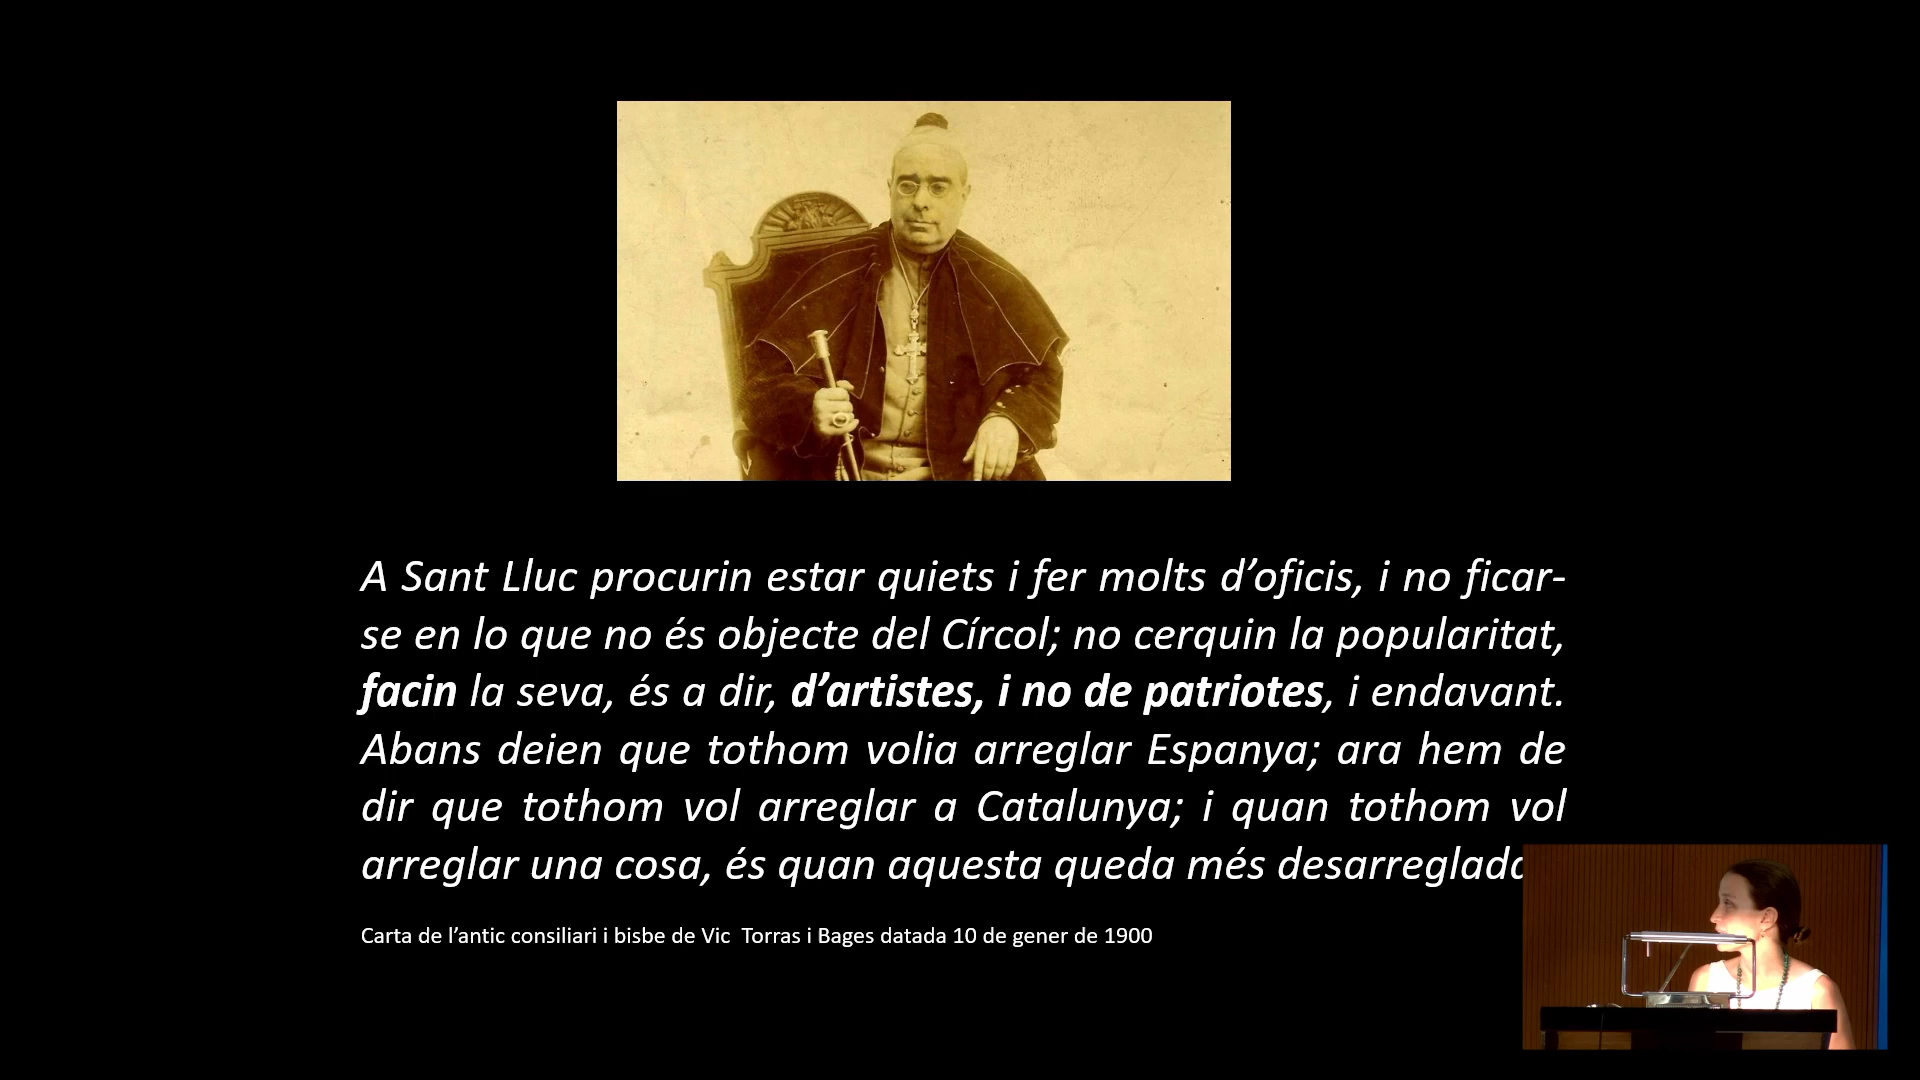 A Sant Lluc procurin estar quiets i fer molts d’oficis, i no ficar-
se en lo que no és objecte del Círcol; no cerquin la popularitat,
facin la seva, és a dir, d’artistes, i no de patriotes, i endavant.
Abans deien que tothom volia arreglar Espanya; ara hem de
dir que tothom vol arreglar a Catalunya; i quan tothom vol
arreglar una cosa, és quan aquesta queda més desarreglada
Carta de l’antic consiliari i bisbe de Vic Torras i Bages datada 10 de gener de 1900